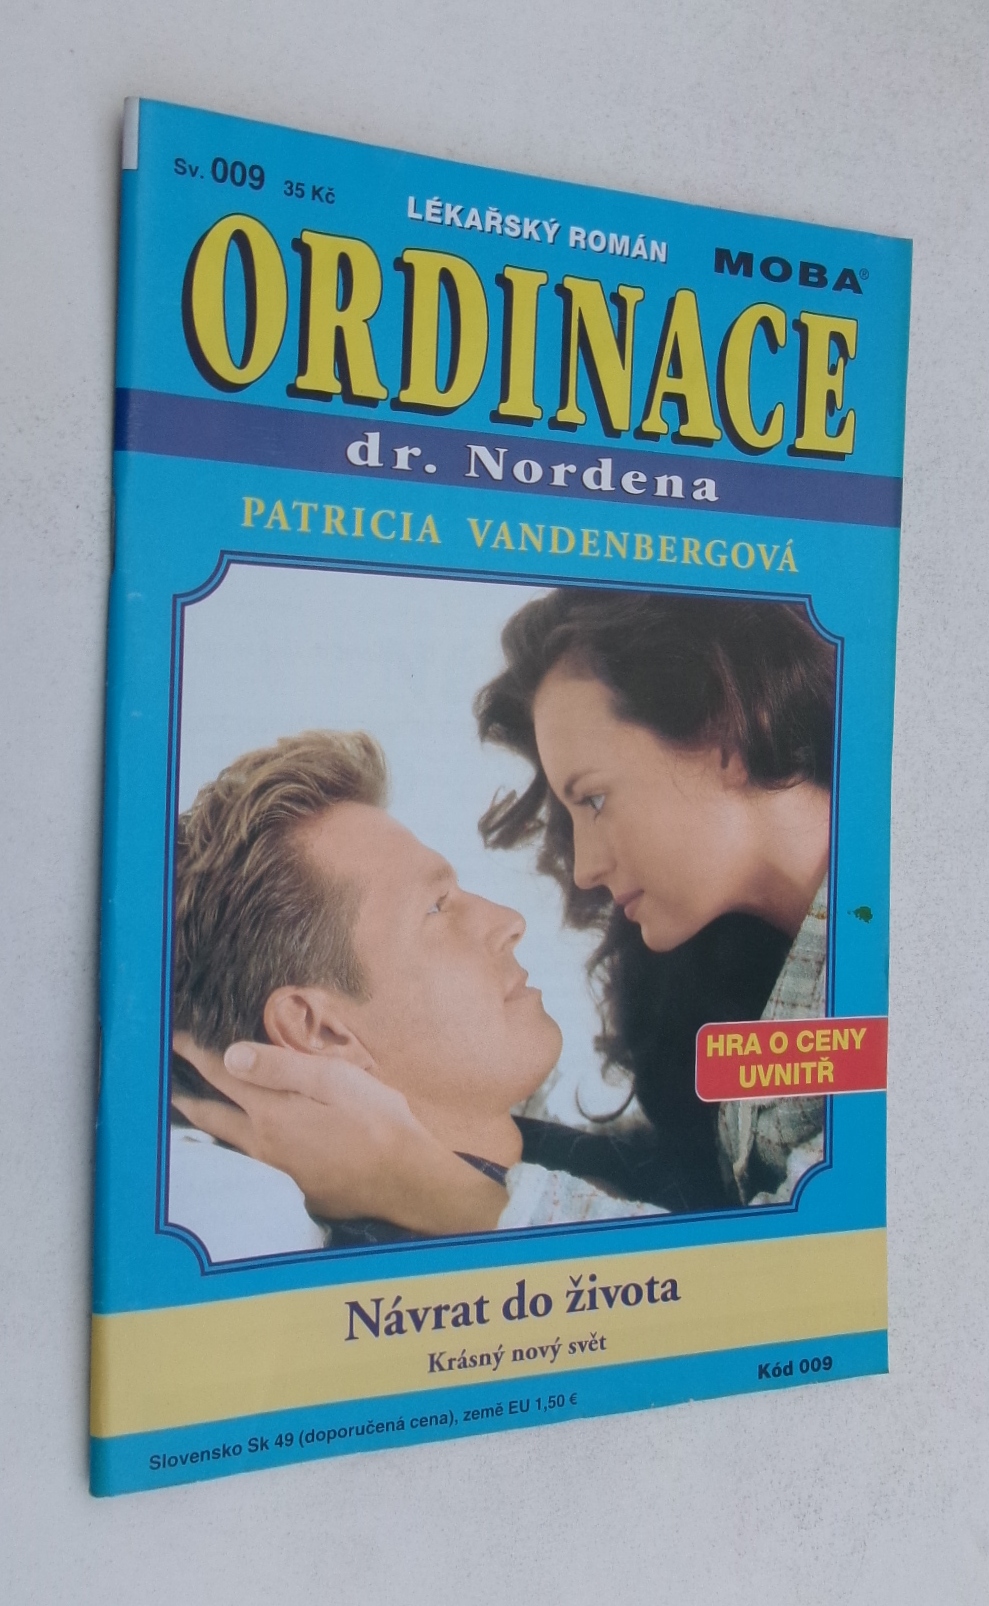 Sv. 009 35 Kč
LÉKAŘSKÝ ROMÁN
MOBA®
ORDINACE
dr. Nordena
PATRICIA VANDENBERGOVÁ
HRA O CENY
UVNITŘ
Návrat do života
Krásný nový svět
Kód 009
Slovensko Sk 49 (doporučená cena), země EU 1,50 €